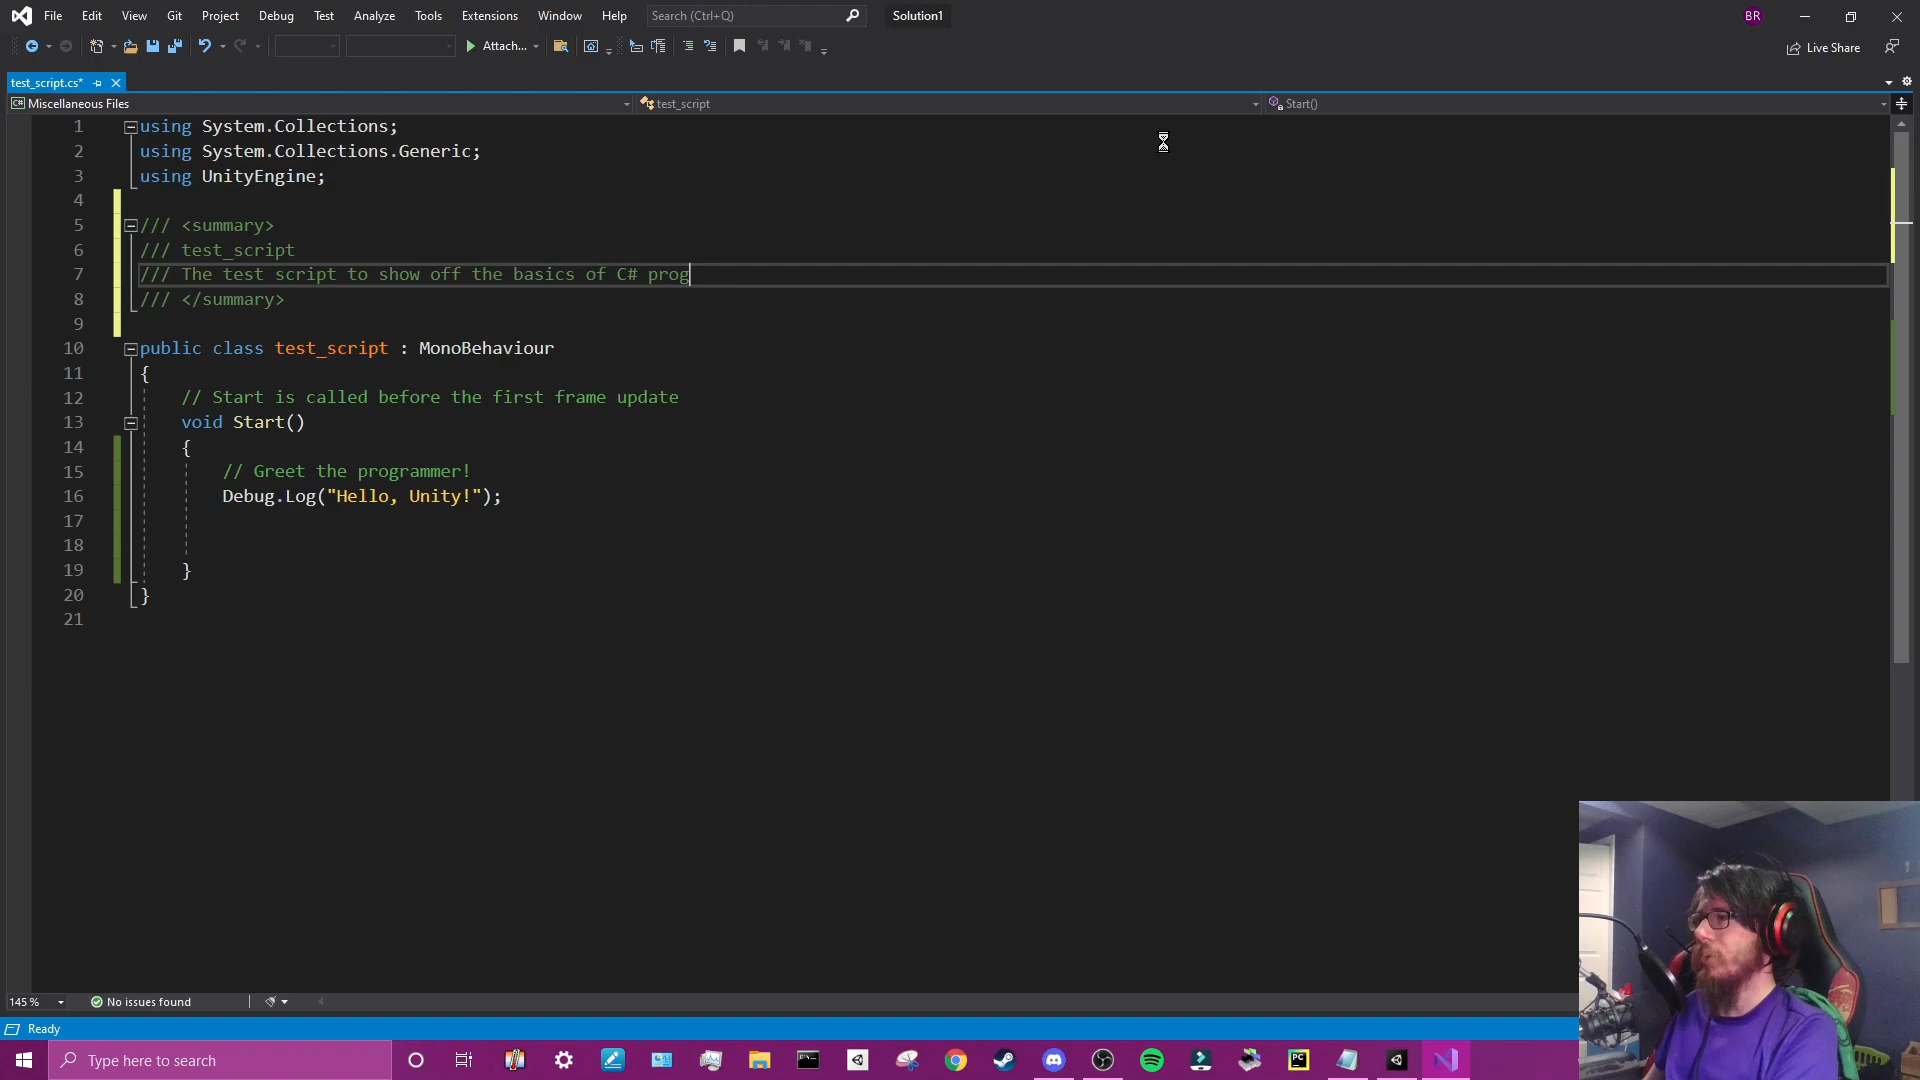 File Edit View Git Project Debug Test Analyze Tools Extensions Window Help Search (Ctrl+Q) Solution1 BR
Attach... Live Share
test_script.cs*
C# Miscellaneous Files test_script Start()
1 using System.Collections;
2 using System.Collections.Generic;
3 using UnityEngine;
4
5 /// <summary>
6 /// test_script
7 /// The test script to show off the basics of C# prog
8 /// </summary>
9
10 public class test_script : MonoBehaviour
11 {
12 // Start is called before the first frame update
13 void Start()
14 {
15 // Greet the programmer!
16 Debug.Log("Hello, Unity!");
17
18
19 }
20 }
21
145 % No issues found
Ready
Type here to search PC